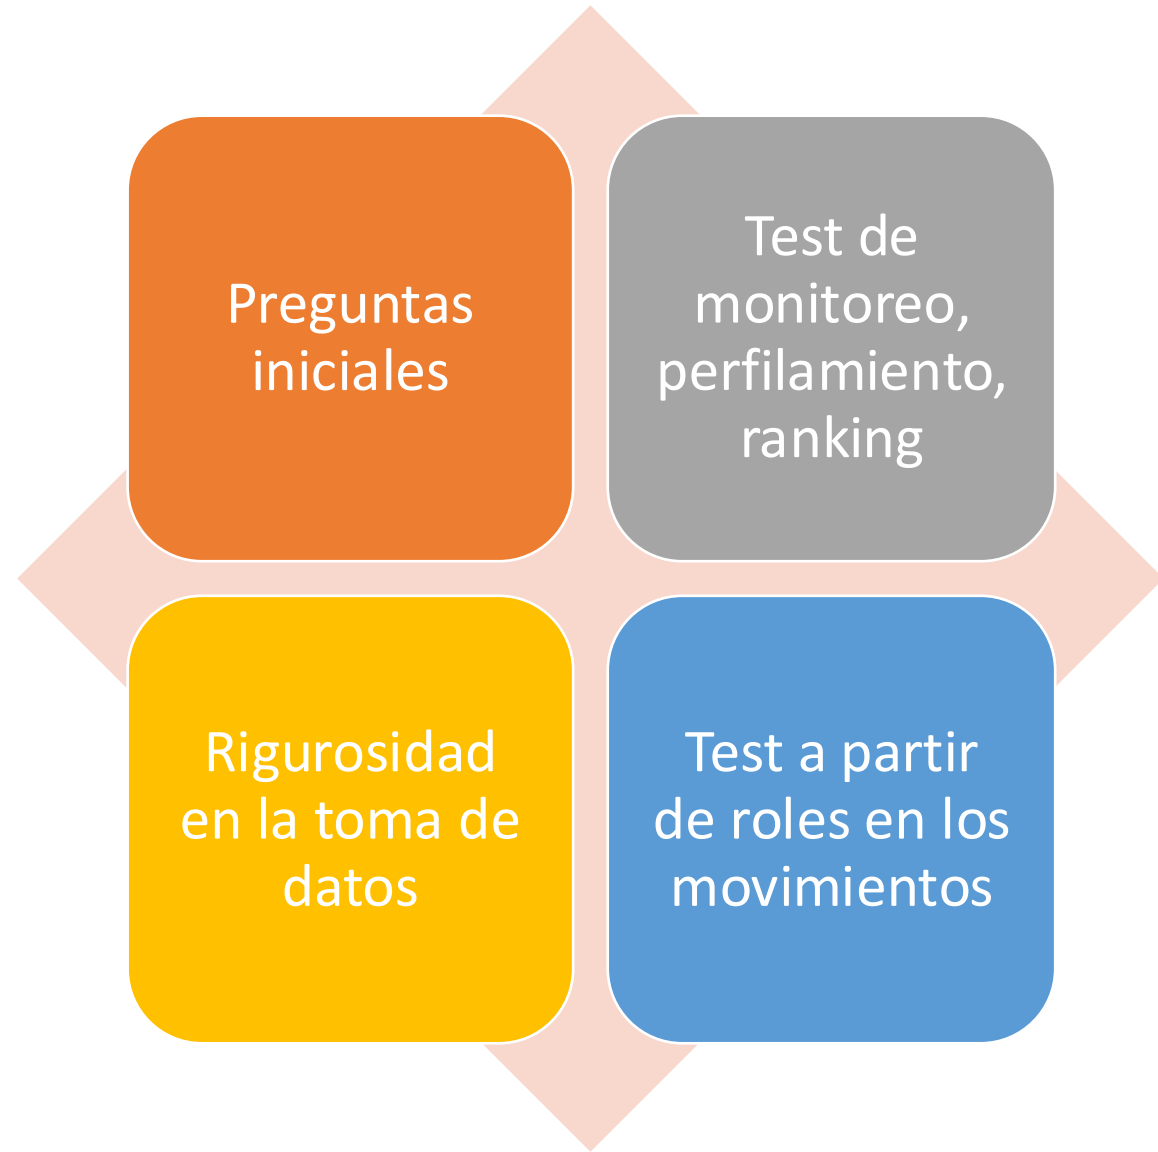 Preguntas
iniciales
Test de
monitoreo,
perfilamiento,
ranking
Rigurosidad
en la toma de
datos
Test a partir
de roles en los
movimientos